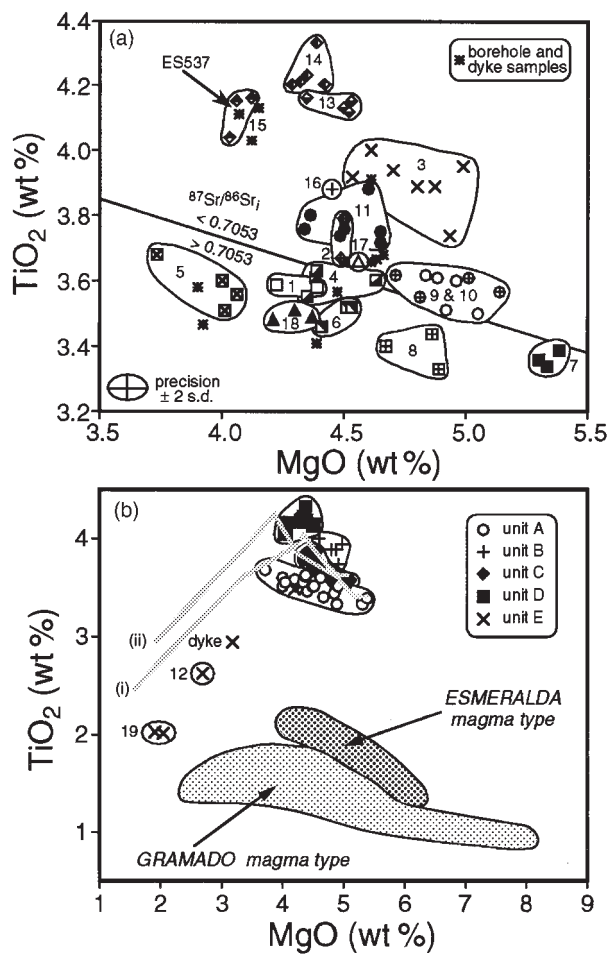 (a)
TiO2 (wt %)
4.4
4.2
4.0
3.8
3.6
3.4
3.2
ES537
14
borehole and
dyke samples
13
15
16
3
11
87Sr/86Sri
< 0.7053
> 0.7053
17
2
4
5
1
9 & 10
18
6
8
7
precision
± 2 s.d.
3.5 4.0 4.5 5.0 5.5
MgO (wt %)
(b)
TiO2 (wt %)
4
3
2
1
unit A
unit B
unit C
unit D
unit E
(ii)
dyke
(i)
12
19
ESMERALDA
magma type
GRAMADO magma type
1 2 3 4 5 6 7 8 9
MgO (wt %)